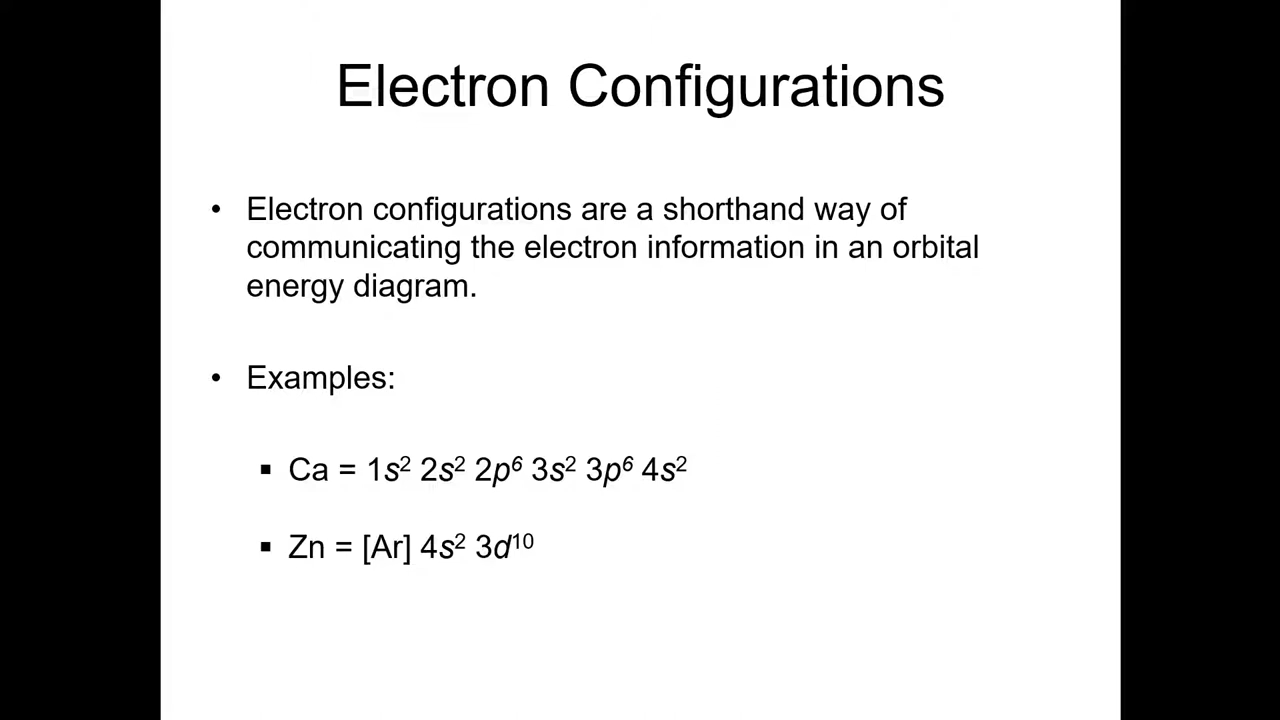 Electron Configurations
• Electron configurations are a shorthand way of
communicating the electron information in an orbital
energy diagram.
• Examples:
▪ Ca = 1s² 2s² 2p⁶ 3s² 3p⁶ 4s²
▪ Zn = [Ar] 4s² 3d¹⁰